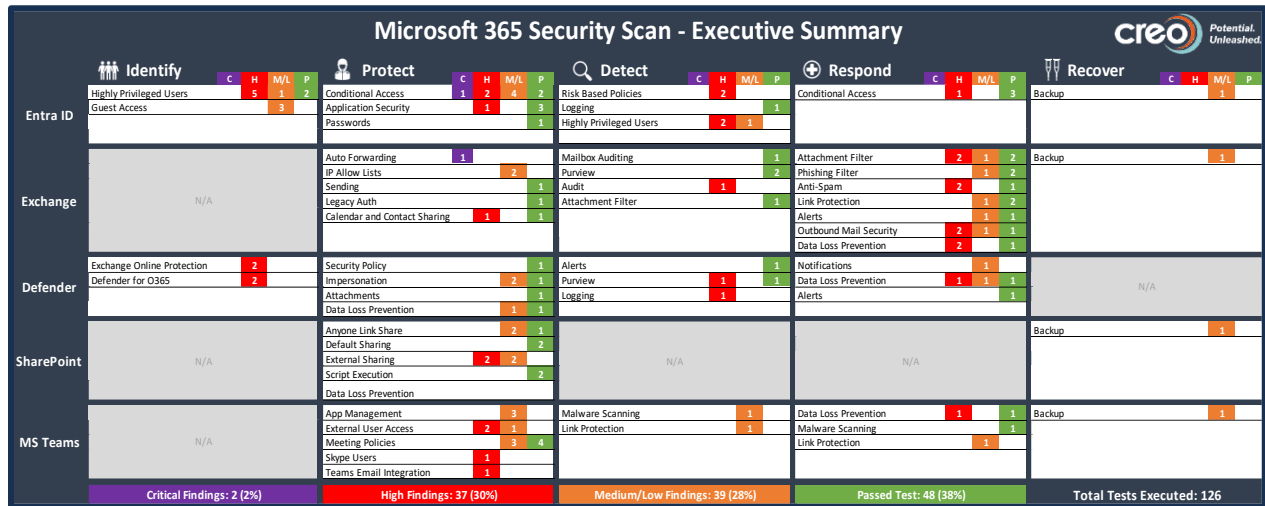 Microsoft 365 Security Scan - Executive Summary
creo
Potential.
Unleashed.
Identify C H M/L P
Protect C H M/L P
Detect C H M/L P
Respond C H M/L P
Recover C H M/L P
Entra ID
Highly Privileged Users 5 1 2
Guest Access 3
Conditional Access 1 2 4 2
Application Security 1 3
Passwords 1
Risk Based Policies 2
Logging 1
Highly Privileged Users 2 1
Conditional Access 1 3
Backup 1
Exchange
N/A
Auto Forwarding 1
IP Allow Lists 2
Sending 1
Legacy Auth 1
Calendar and Contact Sharing 1 1
Mailbox Auditing 1
Purview 2
Audit 1
Attachment Filter 1
Attachment Filter 2 1 2
Phishing Filter 1 2
Anti-Spam 2 1
Link Protection 1 2
Alerts 1 1
Outbound Mail Security 2 1 1
Data Loss Prevention 2 1
Backup 1
Defender
Exchange Online Protection 2
Defender for O365 2
Security Policy 1
Impersonation 2 1
Attachments 1
Data Loss Prevention 1 1
Alerts 1
Purview 1 1
Logging 1
Notifications 1
Data Loss Prevention 1 1 1
Alerts 1
N/A
SharePoint
N/A
Anyone Link Share 2 1
Default Sharing 2
External Sharing 2 2
Script Execution 2
Data Loss Prevention
N/A
N/A
Backup 1
MS Teams
N/A
App Management 3
External User Access 2 1
Meeting Policies 3 4
Skype Users 1
Teams Email Integration 1
Malware Scanning 1
Link Protection 1
Data Loss Prevention 1 1
Malware Scanning 1
Link Protection 1
Backup 1
Critical Findings: 2 (2%)
High Findings: 37 (30%)
Medium/Low Findings: 39 (28%)
Passed Test: 48 (38%)
Total Tests Executed: 126